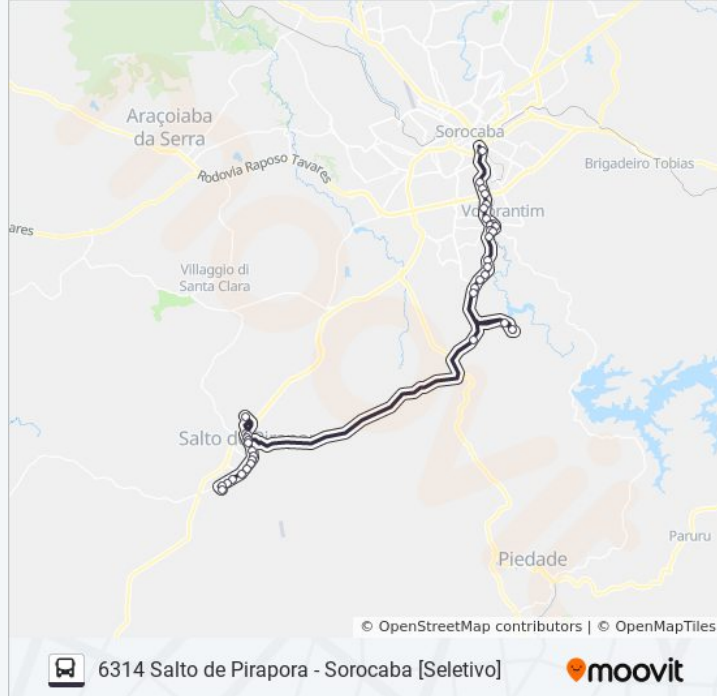 Araçoiaba
da Serra
Sorocaba
Rodovia Raposo Tavares
Brigadeiro Tobias
Votorantim
ares
Villaggio di
Santa Clara
Salto de Pirapora
Paruru
Piedade
© OpenStreetMap contributors | © OpenMapTiles
6314 Salto de Pirapora - Sorocaba [Seletivo]
moovit